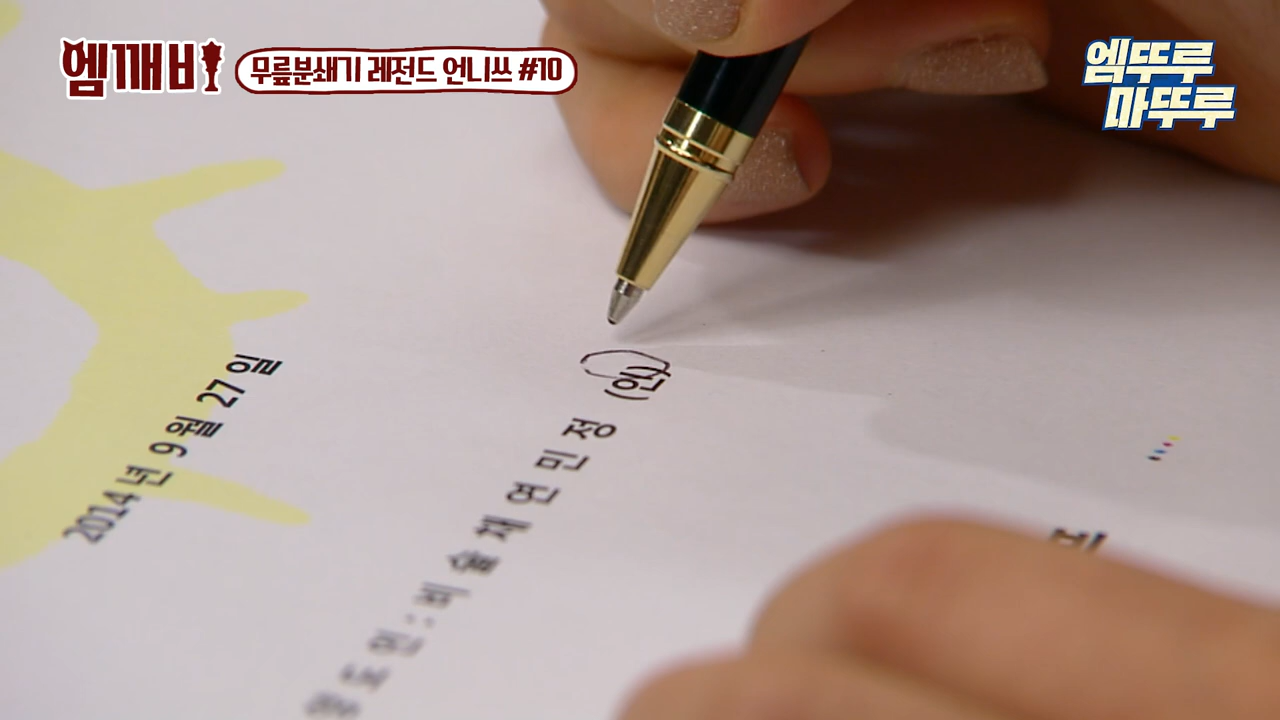 엠깨비
무릎분쇄기 레전드 언니쓰 #10
엠뚜루
마뚜루
2014년 9월 27일
양도인 : 비술채 연민정 (인)